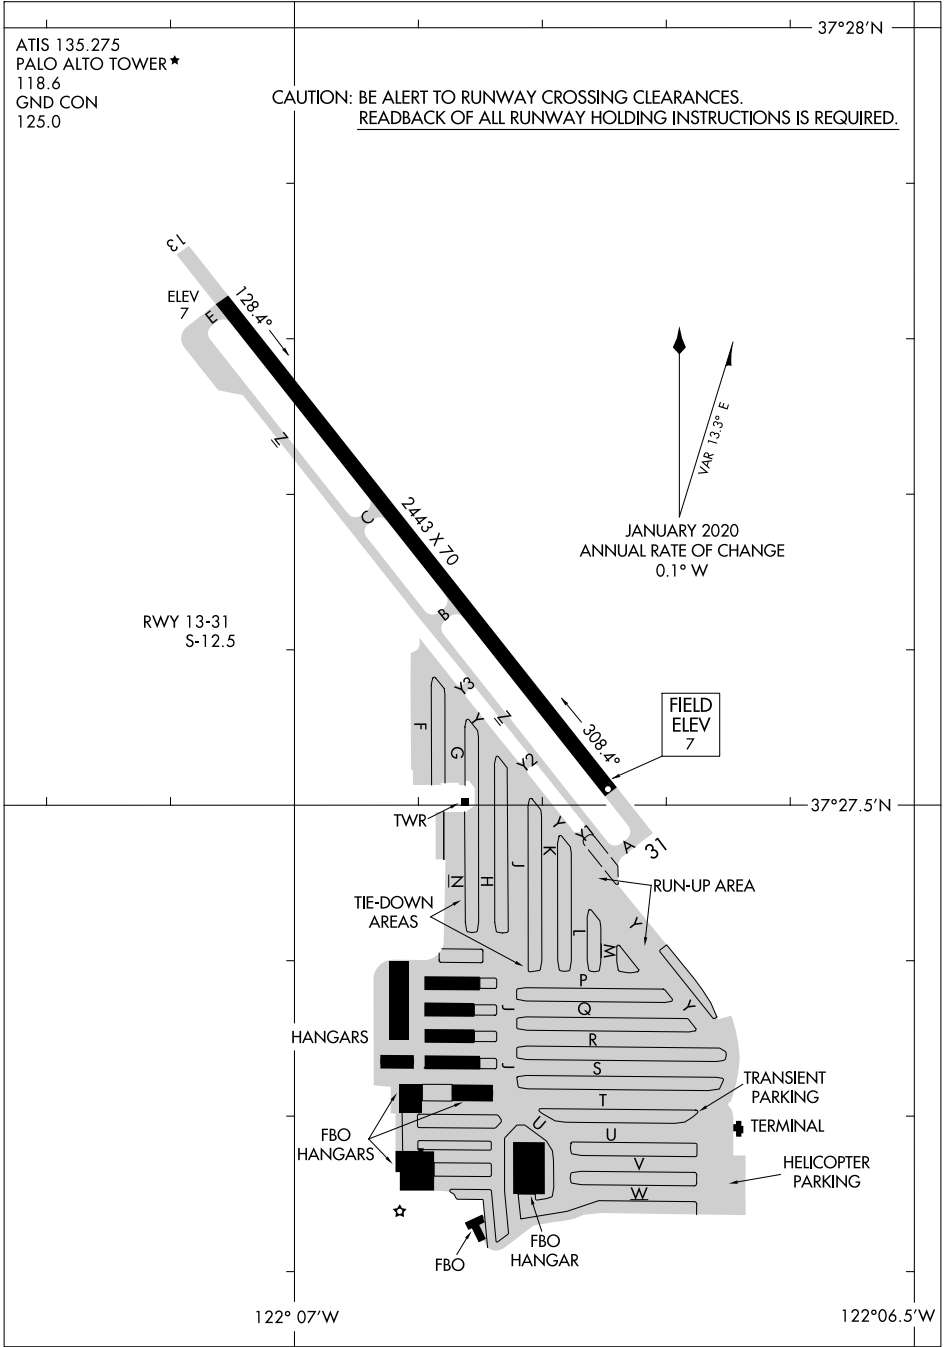 37°28'N
ATIS 135.275
PALO ALTO TOWER★
118.6
GND CON
125.0
CAUTION: BE ALERT TO RUNWAY CROSSING CLEARANCES.
READBACK OF ALL RUNWAY HOLDING INSTRUCTIONS IS REQUIRED.
13
ELEV
7
E
128.4°
VAR 13.3° E
JANUARY 2020
ANNUAL RATE OF CHANGE
0.1° W
Z
C
2443 X 70
B
RWY 13-31
S-12.5
Y3
Y
Z
F
G
Y2
308.4°
FIELD
ELEV
7
37°27.5'N
TWR
Y
Y1
A
31
K
J
H
N
TIE-DOWN
AREAS
RUN-UP AREA
L
M
Y
P
Y
J
Q
HANGARS
R
J
S
TRANSIENT
PARKING
T
U
TERMINAL
FBO
HANGARS
U
V
HELICOPTER
PARKING
W
FBO
HANGAR
FBO
122° 07'W
122°06.5'W